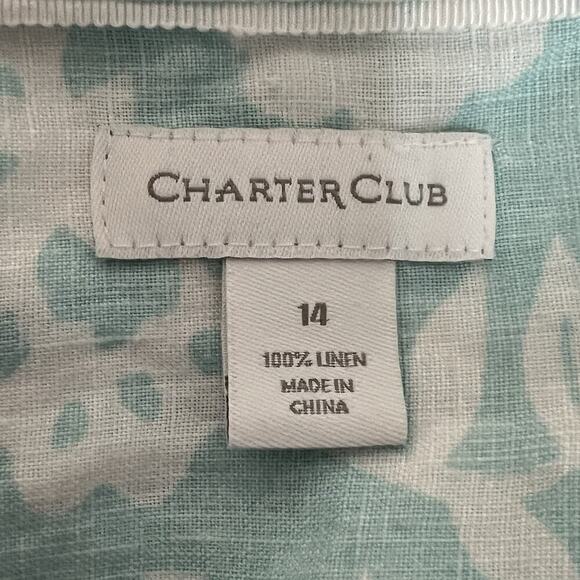 CHARTER CLUB
14
100% LINEN
MADE IN
CHINA